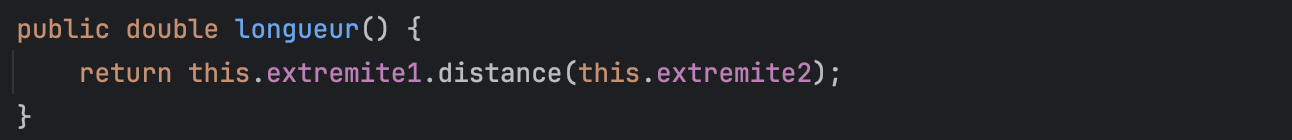 public double longueur() {
    return this.extremite1.distance(this.extremite2);
}